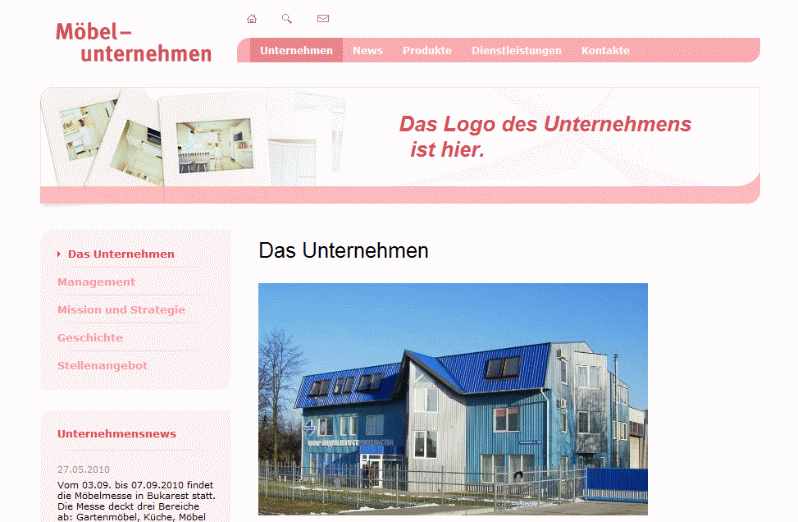 Möbel-
unternehmen
Unternehmen News Produkte Dienstleistungen Kontakte
Das Logo des Unternehmens
ist hier.
Das Unternehmen
Management
Mission und Strategie
Geschichte
Stellenangebot
Das Unternehmen
Unternehmensnews
27.05.2010
Vom 03.09. bis 07.09.2010 findet
die Möbelmesse in Bukarest statt.
Die Messe deckt drei Bereiche
ab: Gartenmöbel, Küche, Möbel